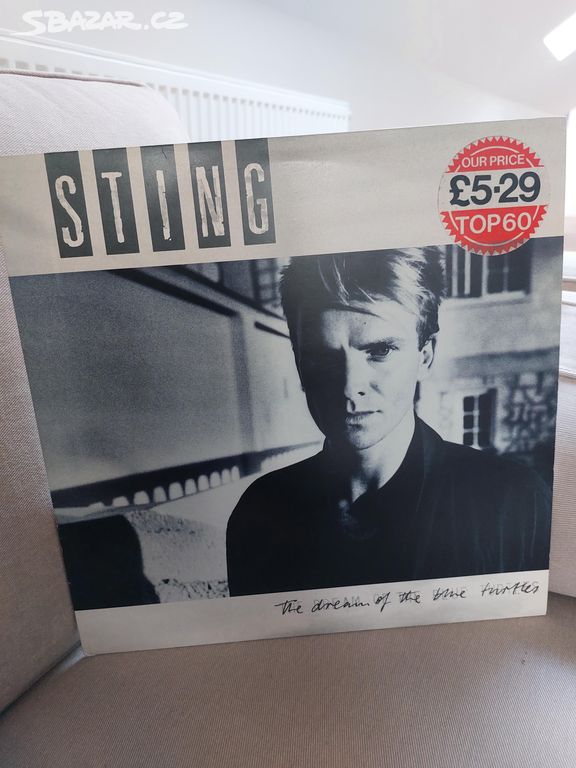 SBAZAR.CZ
STING
OUR PRICE
£5·29
TOP 60
the dream of the blue turtles